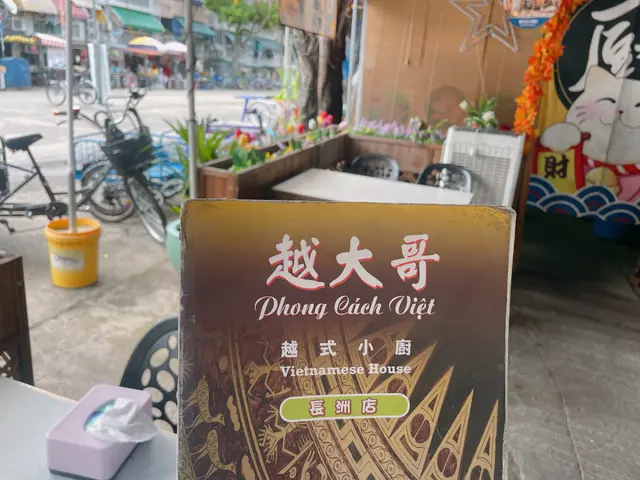 越大哥
Phong Cách Việt
越式小廚
Vietnamese House
長洲店
財